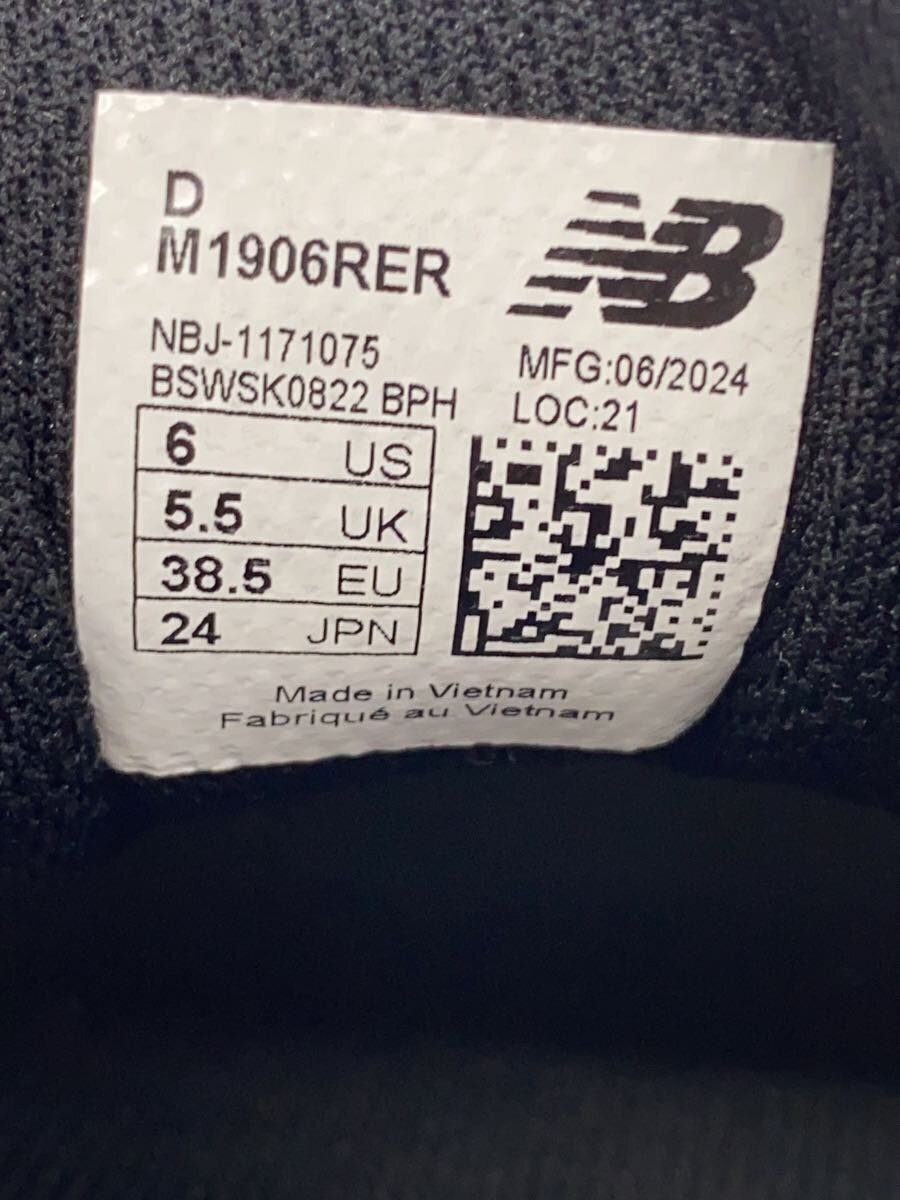 D
M1906RER
NB
NBJ-1171075
BSWSK0822 BPH
MFG:06/2024
LOC:21
6 US
5.5 UK
38.5 EU
24 JPN
Made in Vietnam
Fabriqué au Vietnam